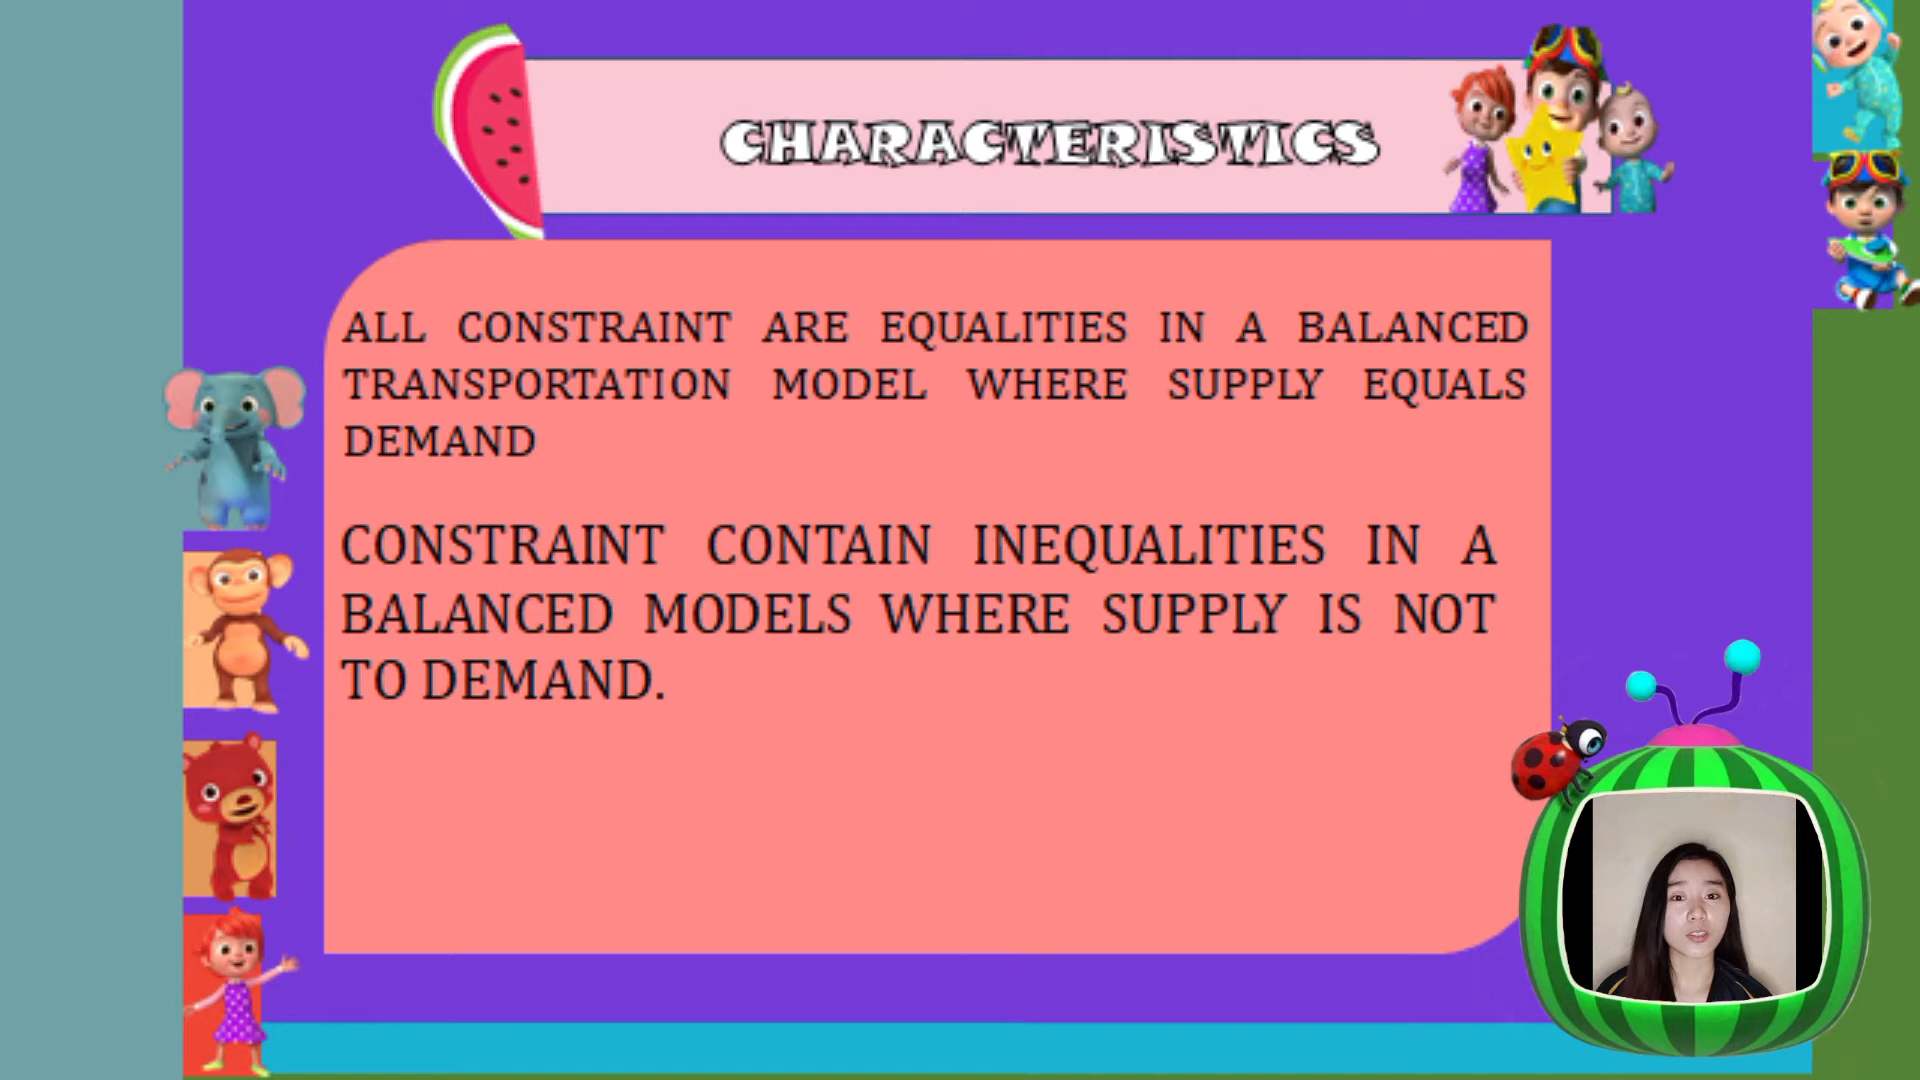 CHARACTERISTICS
ALL CONSTRAINT ARE EQUALITIES IN A BALANCED
TRANSPORTATION MODEL WHERE SUPPLY EQUALS
DEMAND
CONSTRAINT CONTAIN INEQUALITIES IN A
BALANCED MODELS WHERE SUPPLY IS NOT
TO DEMAND.